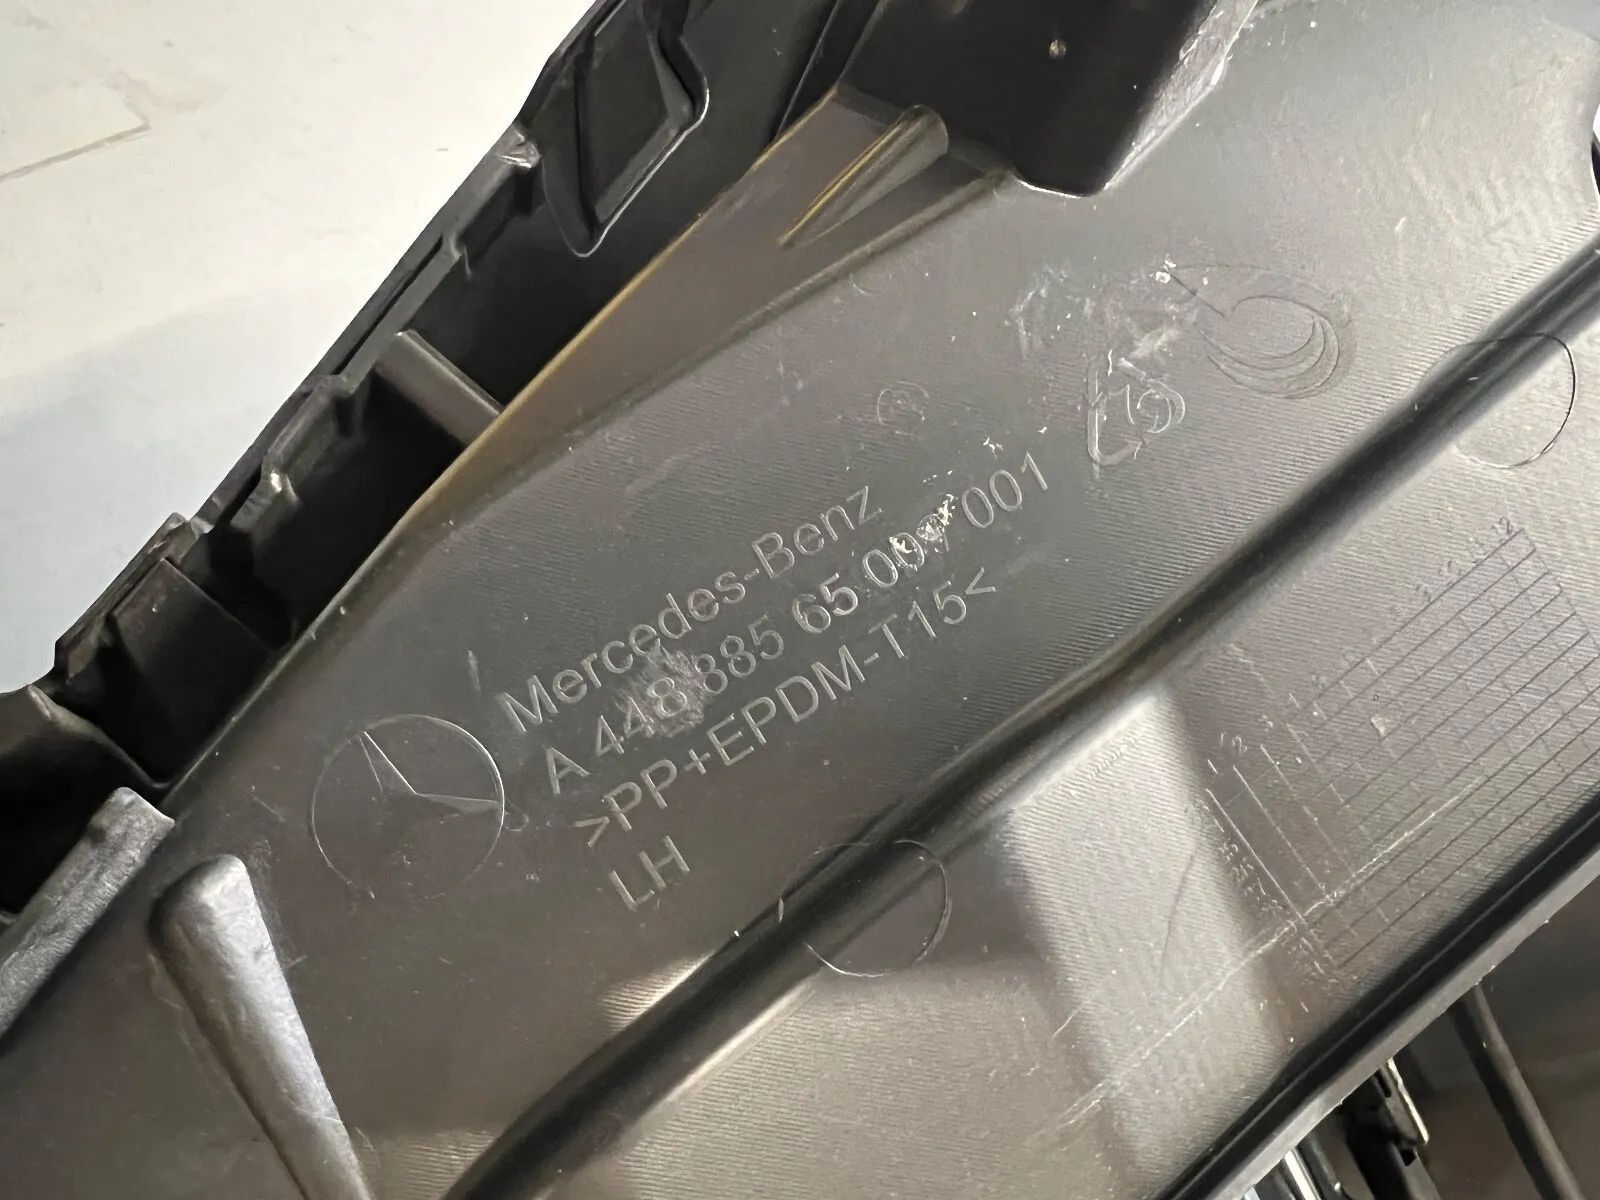 Mercedes-Benz
A 448 885 65 00 001
>PP+EPDM-T15<
LH